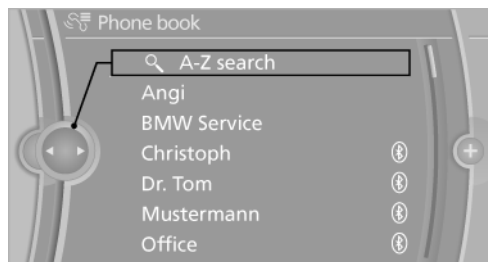 Phone book
A-Z search
Angi
BMW Service
Christoph
Dr. Tom
Mustermann
Office